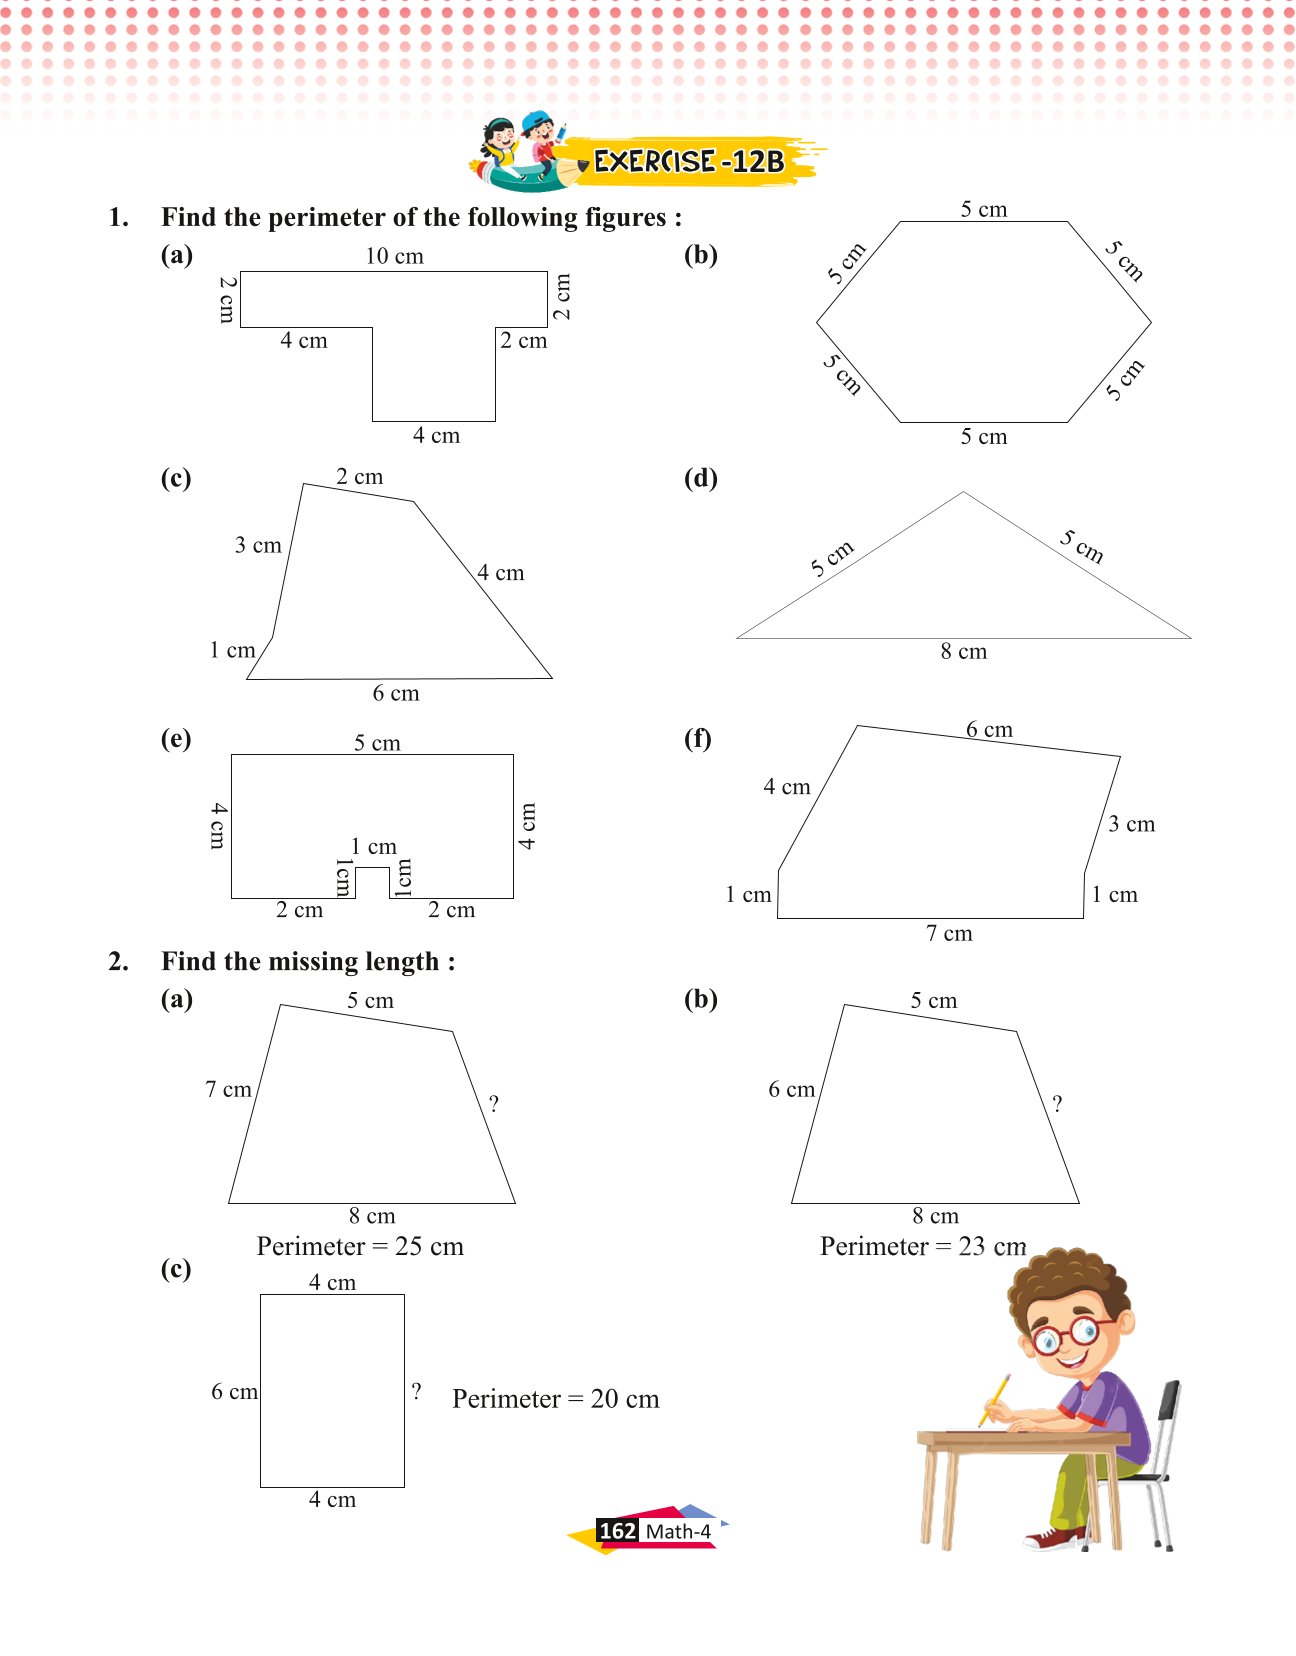 EXERCISE -12B
1. Find the perimeter of the following figures :
(a)
10 cm
2 cm
2 cm
4 cm
2 cm
4 cm
(b)
5 cm
5 cm
5 cm
5 cm
5 cm
5 cm
(c)
2 cm
3 cm
4 cm
1 cm
6 cm
(d)
5 cm
5 cm
8 cm
(e)
5 cm
4 cm
4 cm
1 cm
1cm
1cm
2 cm
2 cm
(f)
6 cm
4 cm
3 cm
1 cm
1 cm
7 cm
2. Find the missing length :
(a)
5 cm
7 cm
?
8 cm
Perimeter = 25 cm
(b)
5 cm
6 cm
?
8 cm
Perimeter = 23 cm
(c)
4 cm
6 cm
?
Perimeter = 20 cm
4 cm
162 Math-4